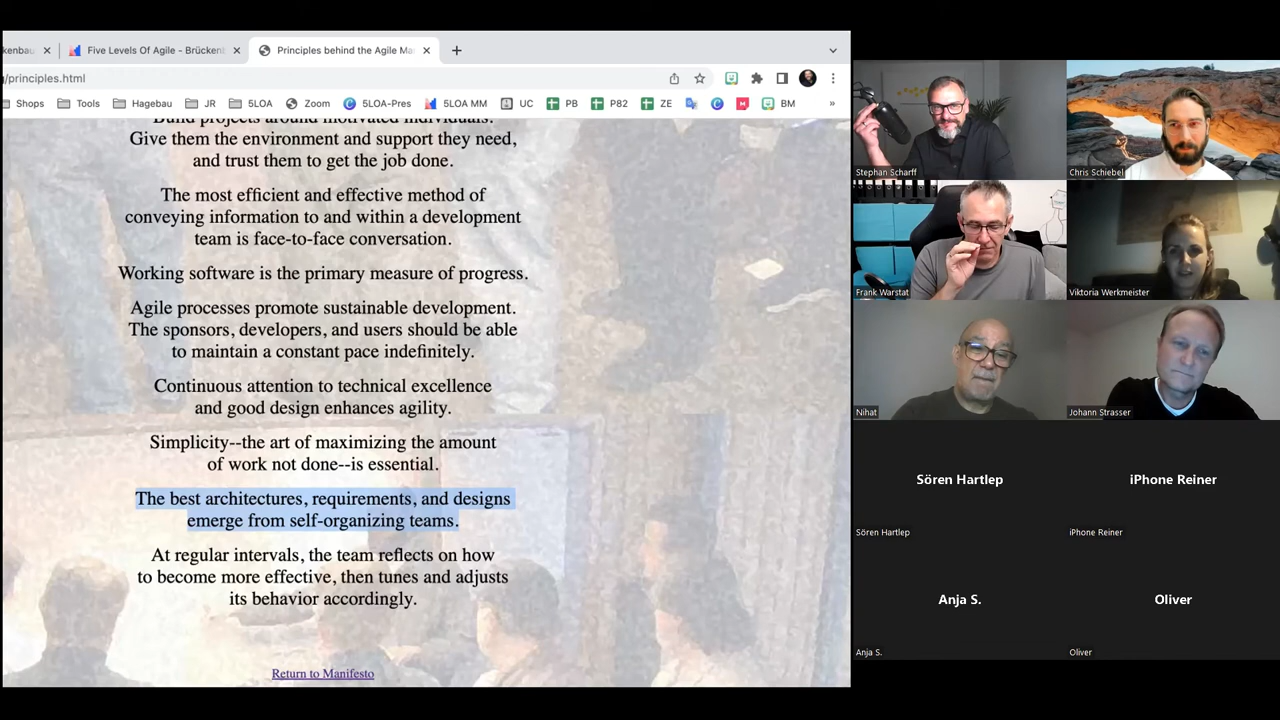 kenbau
Five Levels Of Agile - Brückenb
Principles behind the Agile Ma
/principles.html
Shops
Tools
Hagebau
JR
5LOA
Zoom
5LOA-Pres
5LOA MM
UC
PB
P82
ZE
BM
Build projects around motivated individuals.
Give them the environment and support they need,
and trust them to get the job done.
The most efficient and effective method of
conveying information to and within a development
team is face-to-face conversation.
Working software is the primary measure of progress.
Agile processes promote sustainable development.
The sponsors, developers, and users should be able
to maintain a constant pace indefinitely.
Continuous attention to technical excellence
and good design enhances agility.
Simplicity--the art of maximizing the amount
of work not done--is essential.
The best architectures, requirements, and designs
emerge from self-organizing teams.
At regular intervals, the team reflects on how
to become more effective, then tunes and adjusts
its behavior accordingly.
Return to Manifesto
Stephan Scharff
Chris Schiebel
Frank Warstat
Viktoria Werkmeister
Nihat
Johann Strasser
Sören Hartlep
Sören Hartlep
iPhone Reiner
iPhone Reiner
Anja S.
Anja S.
Oliver
Oliver